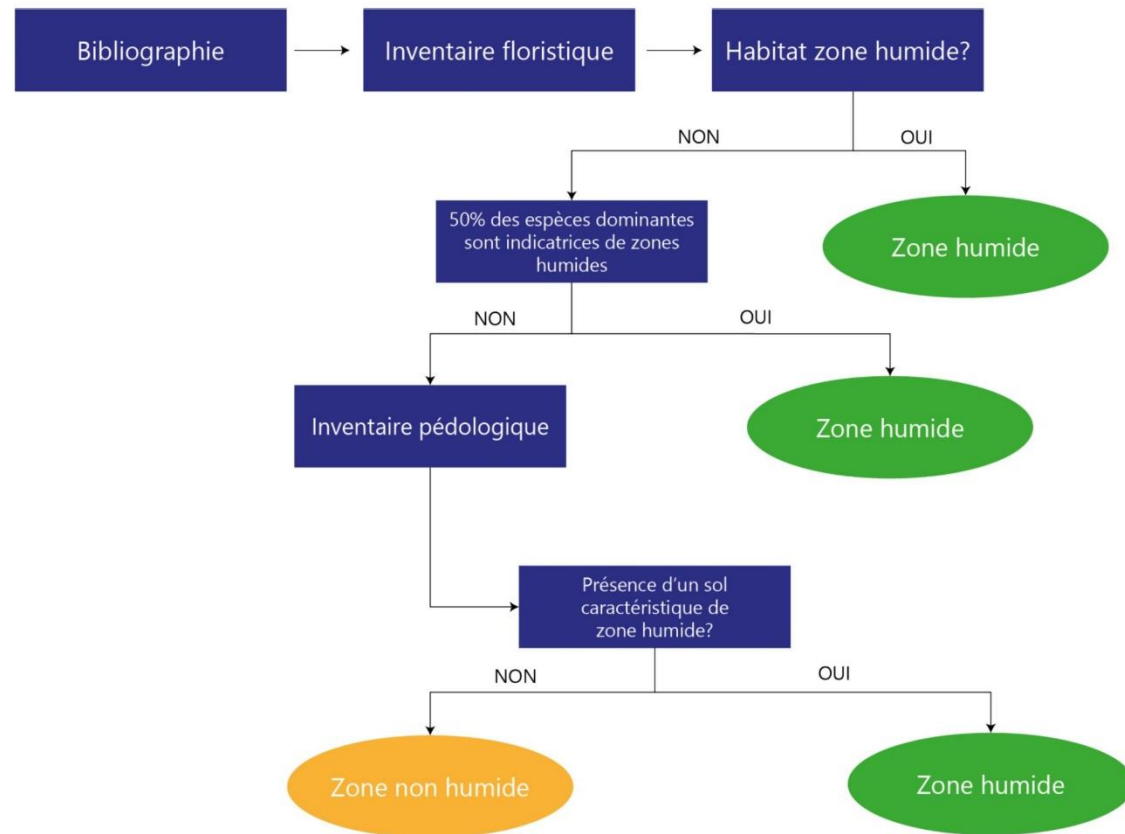 Bibliographie
Inventaire floristique
Habitat zone humide?
NON
OUI
50% des espèces dominantes
sont indicatrices de zones
humides
Zone humide
NON
OUI
Inventaire pédologique
Zone humide
Présence d'un sol
caractéristique de
zone humide?
NON
OUI
Zone non humide
Zone humide